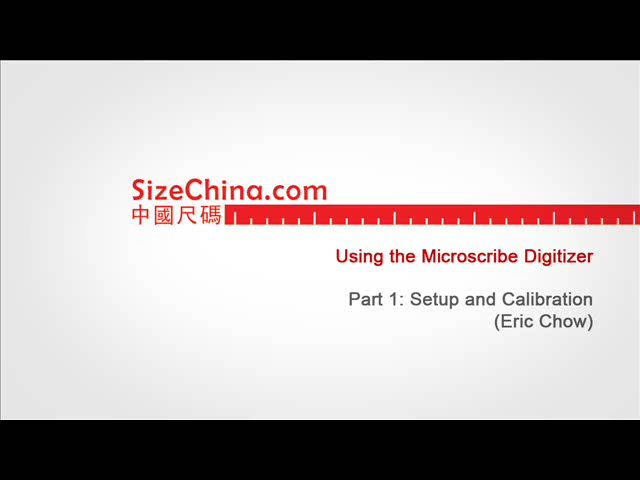 SizeChina.com
中國尺碼
Using the Microscribe Digitizer
Part 1: Setup and Calibration
(Eric Chow)